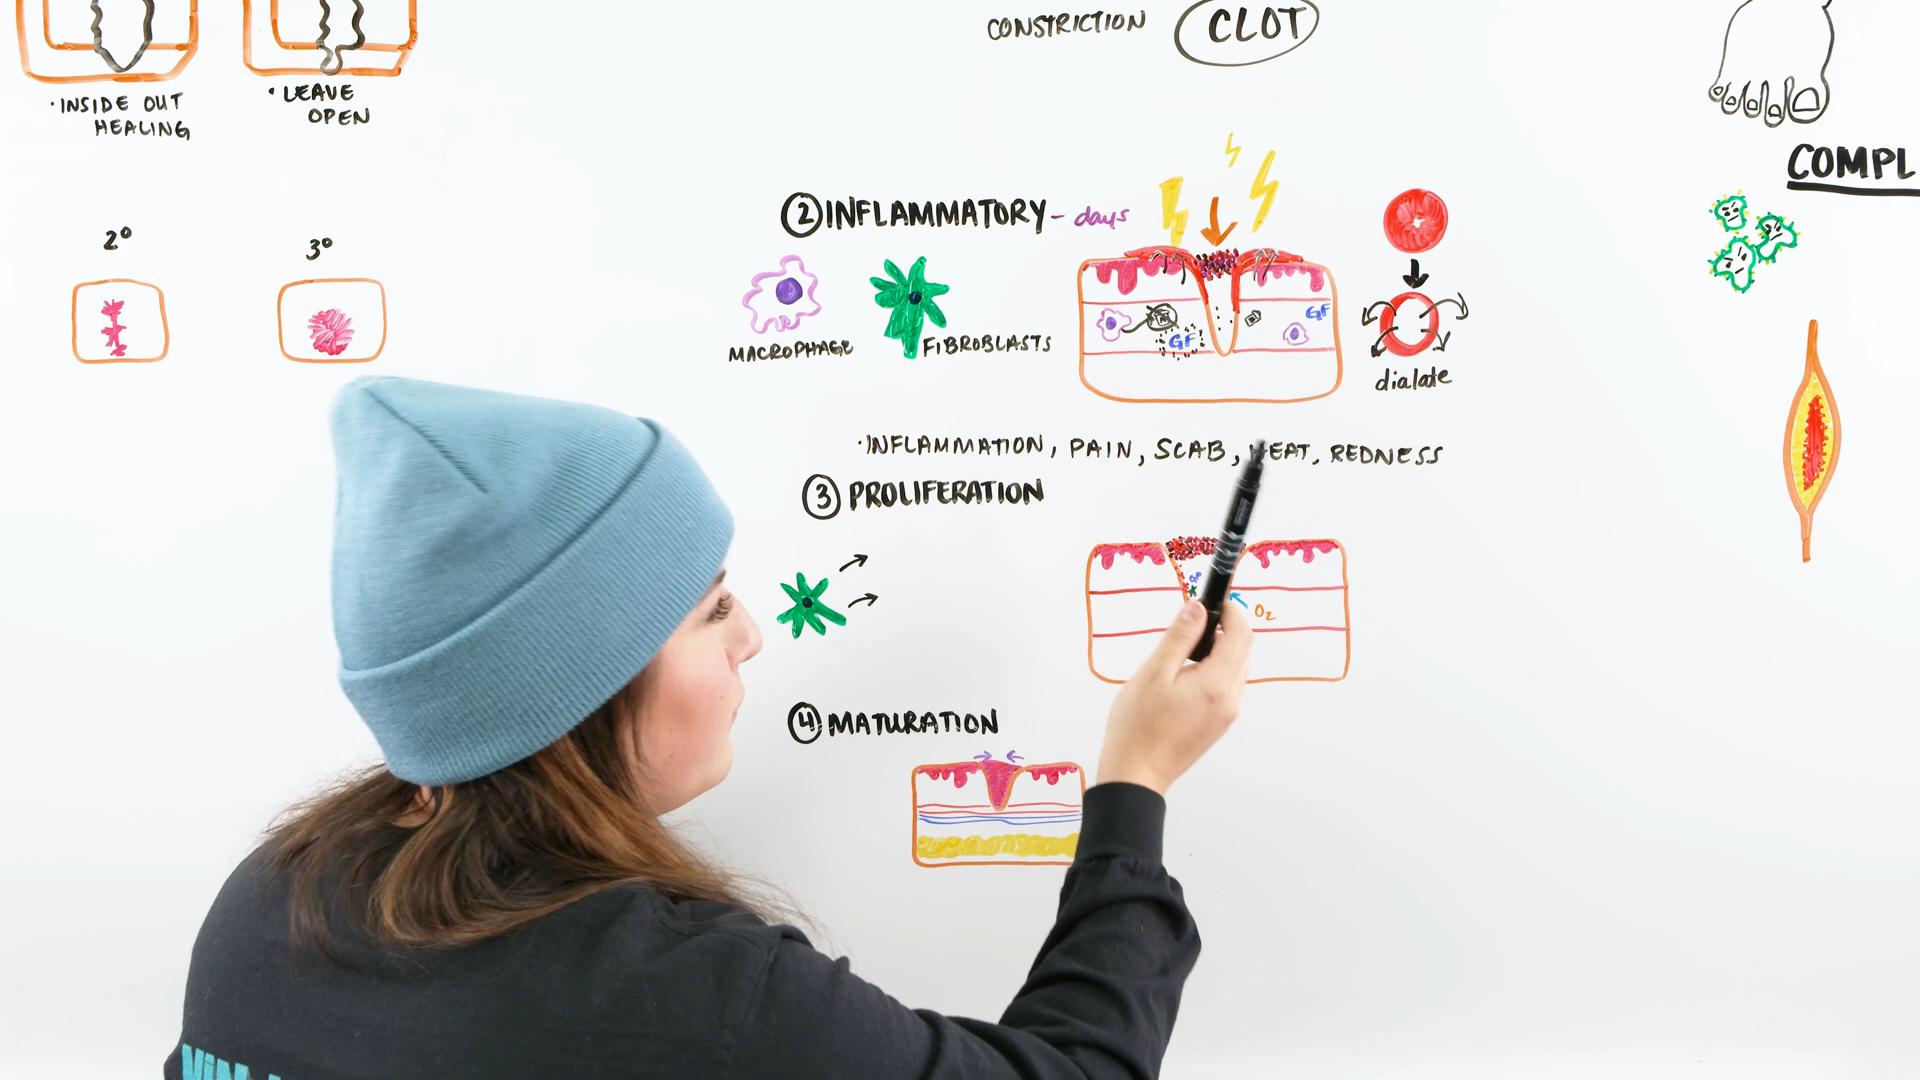 CONSTRICTION CLOT
· INSIDE OUT
HEALING
· LEAVE
OPEN
COMPL
② INFLAMMATORY - days
2°
3°
GF
GF
MACROPHAGE
FIBROBLASTS
dialate
· INFLAMMATION, PAIN, SCAB, HEAT, REDNESS
③ PROLIFERATION
O₂
④ MATURATION